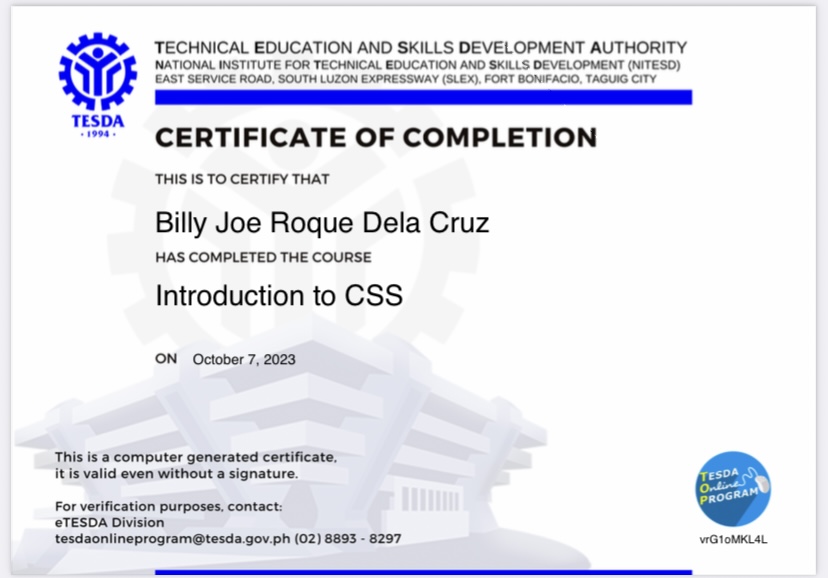 TECHNICAL EDUCATION AND SKILLS DEVELOPMENT AUTHORITY
NATIONAL INSTITUTE FOR TECHNICAL EDUCATION AND SKILLS DEVELOPMENT (NITESD)
EAST SERVICE ROAD, SOUTH LUZON EXPRESSWAY (SLEX), FORT BONIFACIO, TAGUIG CITY
TESDA
· 1994 ·
CERTIFICATE OF COMPLETION
THIS IS TO CERTIFY THAT
Billy Joe Roque Dela Cruz
HAS COMPLETED THE COURSE
Introduction to CSS
ON October 7, 2023
This is a computer generated certificate,
it is valid even without a signature.
For verification purposes, contact:
eTESDA Division
tesdaonlineprogram@tesda.gov.ph (02) 8893 - 8297
TESDA
Online
PROGRAM
vrG1oMKL4L